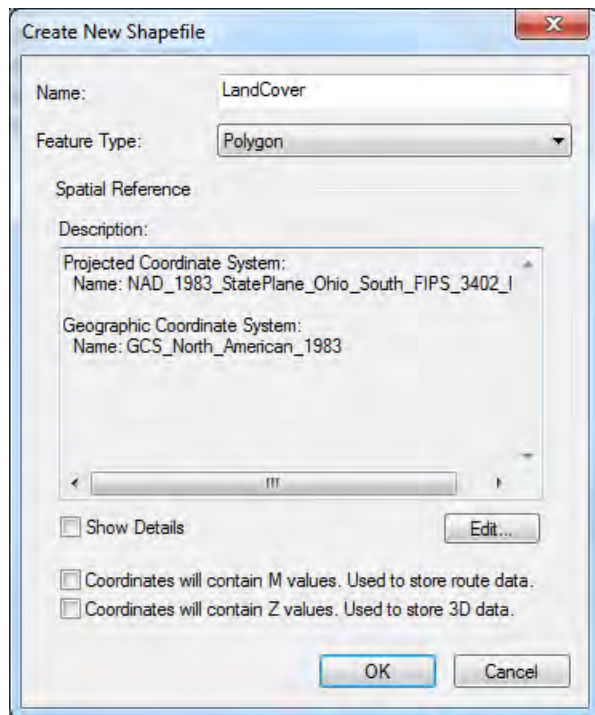 Create New Shapefile
Name: LandCover
Feature Type: Polygon
Spatial Reference
Description:
Projected Coordinate System:
Name: NAD_1983_StatePlane_Ohio_South_FIPS_3402_
Geographic Coordinate System:
Name: GCS_North_American_1983
Show Details
Edit...
Coordinates will contain M values. Used to store route data.
Coordinates will contain Z values. Used to store 3D data.
OK Cancel